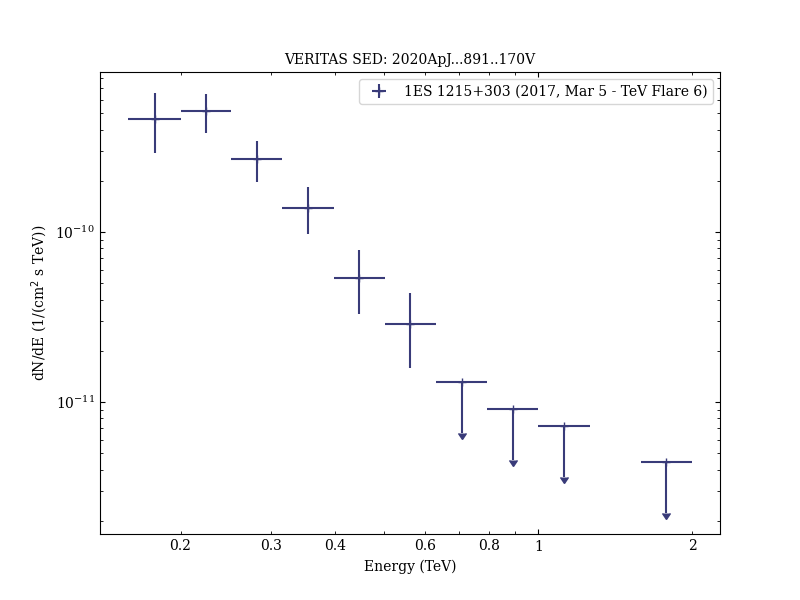 VERITAS SED: 2020ApJ...891..170V
1ES 1215+303 (2017, Mar 5 - TeV Flare 6)
dN/dE (1/(cm² s TeV))
10⁻¹⁰
10⁻¹¹
0.2 0.3 0.4 0.6 0.8 1 2
Energy (TeV)